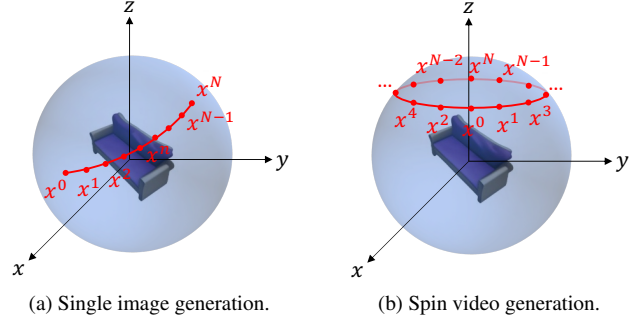 z
x^N
x^{N-1}
x^n
x^2
x^1
x^0
y
x
(a) Single image generation.
z
x^{N-2} x^N x^{N-1}
... ...
x^4 x^2 x^0 x^1 x^3
y
x
(b) Spin video generation.